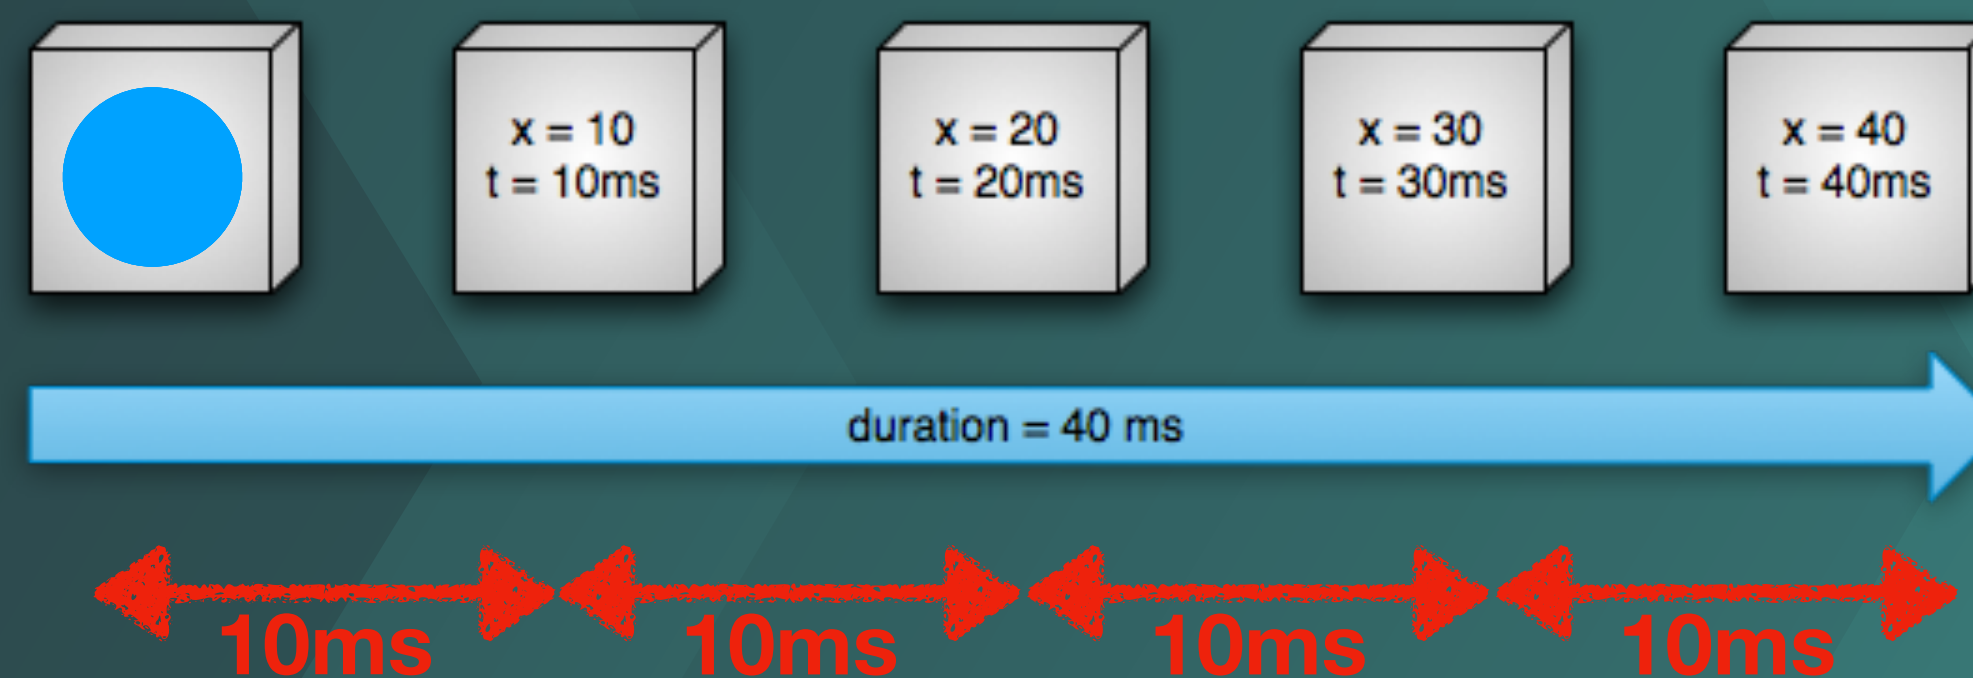 x = 10
t = 10ms
x = 20
t = 20ms
x = 30
t = 30ms
x = 40
t = 40ms
duration = 40 ms
10ms
10ms
10ms
10ms